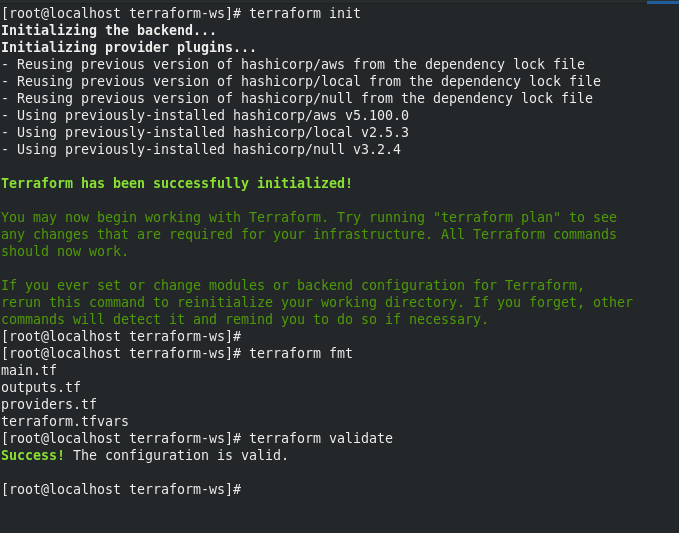 [root@localhost terraform-ws]# terraform init
Initializing the backend...
Initializing provider plugins...
- Reusing previous version of hashicorp/aws from the dependency lock file
- Reusing previous version of hashicorp/local from the dependency lock file
- Reusing previous version of hashicorp/null from the dependency lock file
- Using previously-installed hashicorp/aws v5.100.0
- Using previously-installed hashicorp/local v2.5.3
- Using previously-installed hashicorp/null v3.2.4
Terraform has been successfully initialized!
You may now begin working with Terraform. Try running "terraform plan" to see
any changes that are required for your infrastructure. All Terraform commands
should now work.
If you ever set or change modules or backend configuration for Terraform,
rerun this command to reinitialize your working directory. If you forget, other
commands will detect it and remind you to do so if necessary.
[root@localhost terraform-ws]#
[root@localhost terraform-ws]# terraform fmt
main.tf
outputs.tf
providers.tf
terraform.tfvars
[root@localhost terraform-ws]# terraform validate
Success! The configuration is valid.
[root@localhost terraform-ws]#